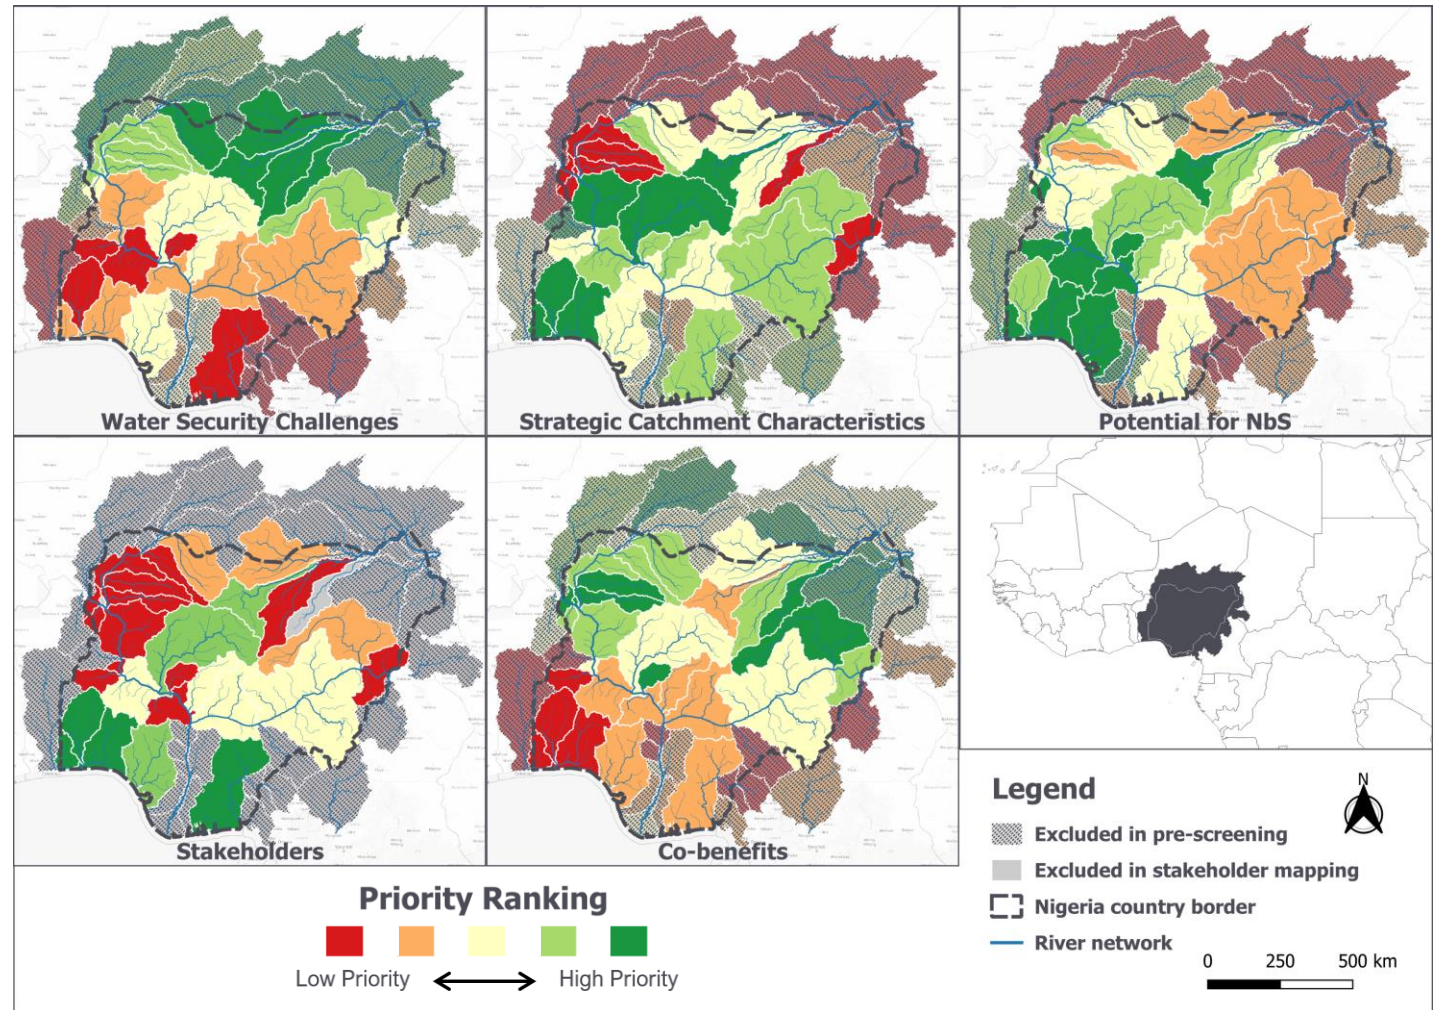 Water Security Challenges
Strategic Catchment Characteristics
Potential for NbS
Stakeholders
Co-benefits
Legend
N
Excluded in pre-screening
Excluded in stakeholder mapping
Nigeria country border
River network
0 250 500 km
Priority Ranking
Low Priority
High Priority